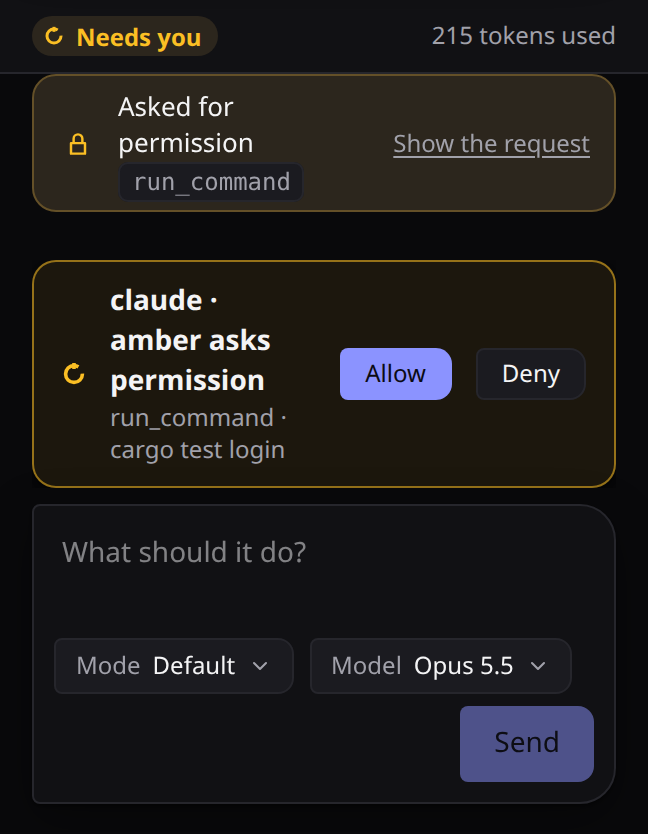 Needs you
215 tokens used
Asked for
permission
run_command
Show the request
claude ·
amber asks
permission
run_command ·
cargo test login
Allow
Deny
What should it do?
Mode Default
Model Opus 5.5
Send